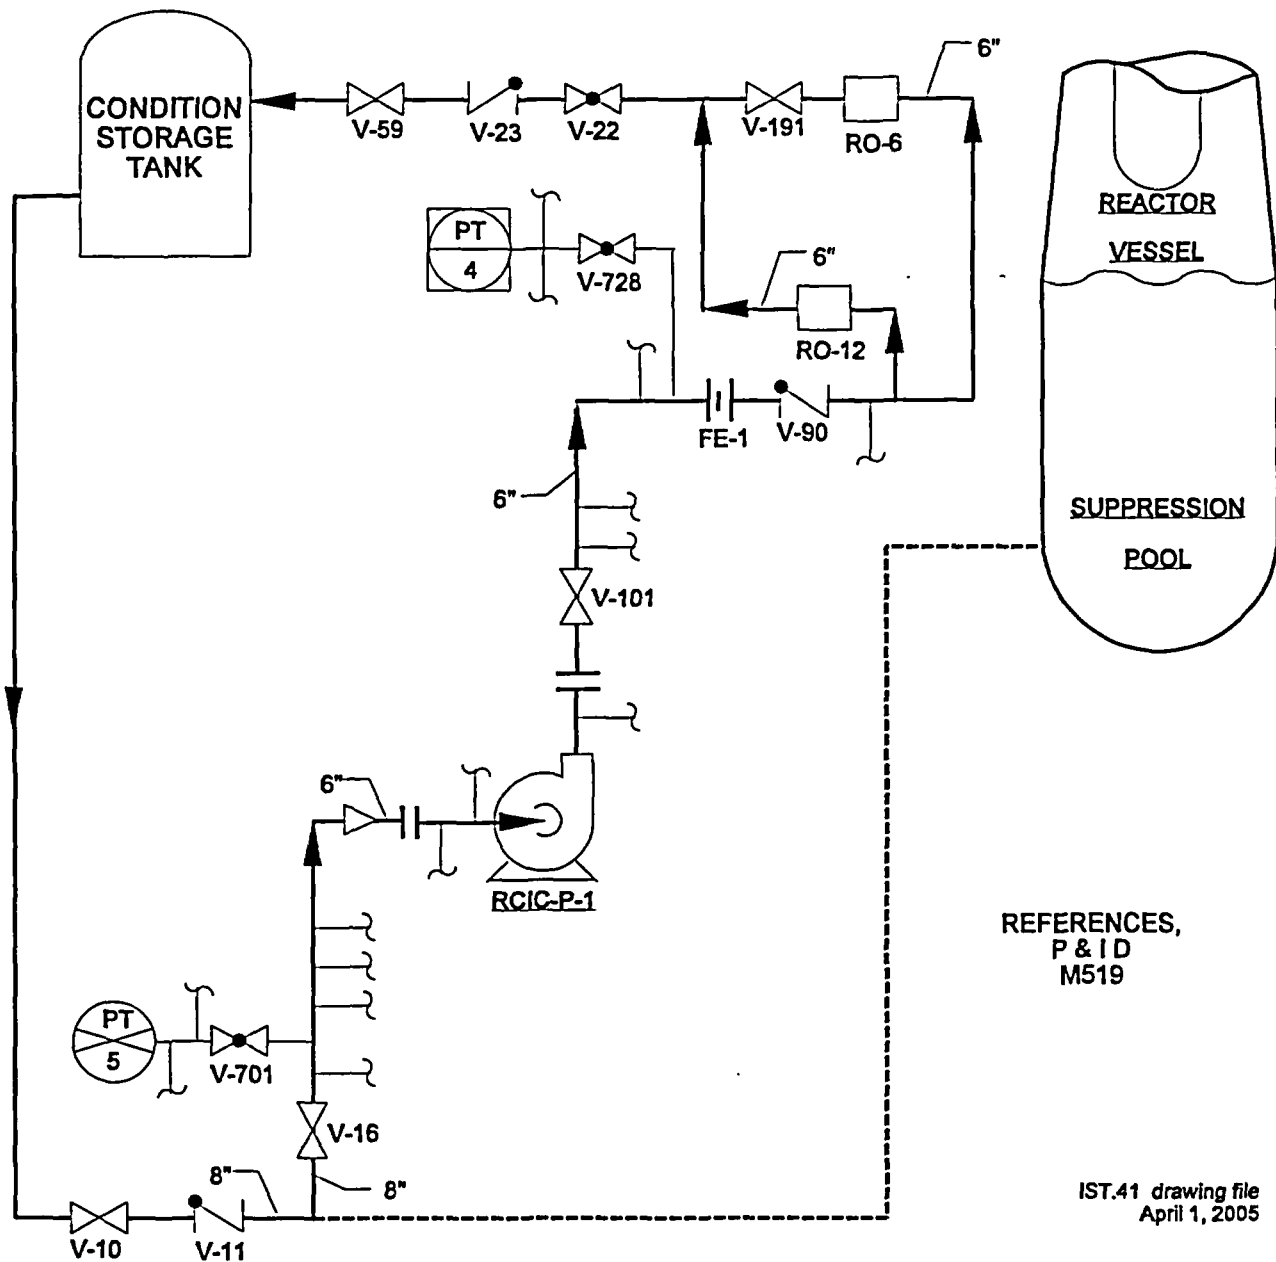 6"
CONDITION
STORAGE
TANK
V-59
V-23
V-22
V-191
RO-6
REACTOR
VESSEL
PT
4
V-728
6"
RO-12
FE-1
V-90
6"
SUPPRESSION
POOL
V-101
6"
RCIC-P-1
REFERENCES,
P & I D
M519
PT
5
V-701
V-16
8"
8"
V-10
V-11
IST.41 drawing file
April 1, 2005